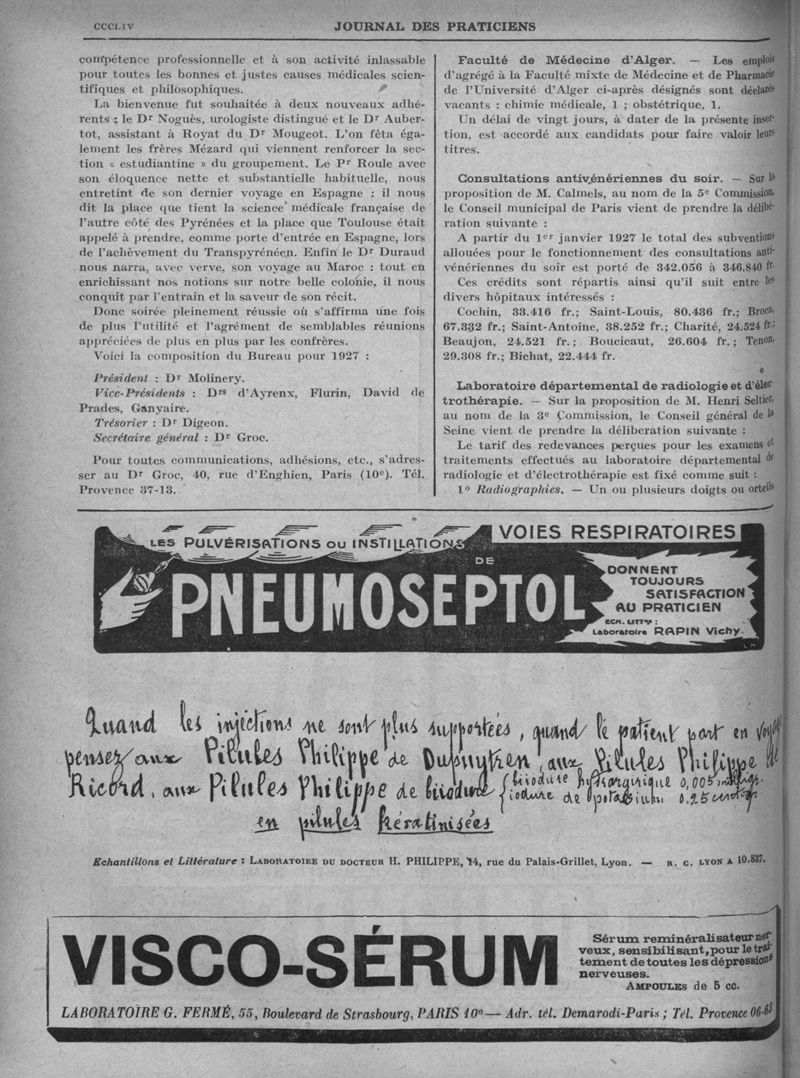 CCCLIV
JOURNAL DES PRATICIENS
compétence professionnelle et à son activité inlassable
pour toutes les bonnes et justes causes médicales scien-
tifiques et philosophiques.
La bienvenue fut souhaitée à deux nouveaux adhé-
rents : le Dr Noguès, urologiste distingué et le Dr Auber-
tot, assistant à Royat du Dr Mougeot. L'on fêta éga-
lement les frères Mézard qui viennent renforcer la sec-
tion « estudiantine » du groupement. Le Pr Roule avec
son éloquence nette et substantielle habituelle, nous
entretint de son dernier voyage en Espagne : il nous
dit la place que tient la science médicale française de
l'autre côté des Pyrénées et la place que Toulouse était
appelé à prendre, comme porte d'entrée en Espagne, lors
de l'achèvement du Transpyrénéen. Enfin le Dr Duraud
nous narra, avec verve, son voyage au Maroc : tout en
enrichissant nos notions sur notre belle colonie, il nous
conquit par l'entrain et la saveur de son récit.
Donc soirée pleinement réussie où s'affirma une fois
de plus l'utilité et l'agrément de semblables réunions
appréciées de plus en plus par les confrères.
Voici la composition du Bureau pour 1927 :
Président : Dr Molinery.
Vice-Présidents : Drs d'Ayrenx, Flurin, David de
Prades, Ganyaire.
Trésorier : Dr Digeon.
Secrétaire général : Dr Groc.
Pour toutes communications, adhésions, etc., s'adres-
ser au Dr Groc, 40, rue d'Enghien, Paris (10e). Tél.
Provence 37-13.
Faculté de Médecine d'Alger. — Les emplois
d'agrégé à la Faculté mixte de Médecine et de Pharmacie
de l'Université d'Alger ci-après désignés sont déclarés
vacants : chimie médicale, 1 ; obstétrique, 1.
Un délai de vingt jours, à dater de la présente inser-
tion, est accordé aux candidats pour faire valoir leurs
titres.
Consultations antivénériennes du soir. — Sur la
proposition de M. Calmels, au nom de la 5e Commission,
le Conseil municipal de Paris vient de prendre la délibé-
ration suivante :
A partir du 1er janvier 1927 le total des subventions
allouées pour le fonctionnement des consultations anti-
vénériennes du soir est porté de 342.056 à 346.840 fr.
Ces crédits sont répartis ainsi qu'il suit entre les
divers hôpitaux intéressés :
Cochin, 33.416 fr.; Saint-Louis, 80.436 fr.; Broca,
67.332 fr.; Saint-Antoine, 38.252 fr.; Charité, 24.524 fr.;
Beaujon, 24.521 fr.; Boucicaut, 26.604 fr.; Tenon,
29.308 fr.; Bichat, 22.444 fr.
Laboratoire départemental de radiologie et d'élec
trothérapie. — Sur la proposition de M. Henri Seltier,
au nom de la 3e Commission, le Conseil général de la
Seine vient de prendre la déliberation suivante :
Le tarif des redevances perçues pour les examens et
traitements effectués au laboratoire départemental de
radiologie et d'électrothérapie est fixé comme suit :
1o Radiographies. — Un ou plusieurs doigts ou orteils
VOIES RESPIRATOIRES
LES PULVÉRISATIONS OU INSTILLATIONS
DE
PNEUMOSEPTOL
DONNENT
TOUJOURS
SATISFACTION
AU PRATICIEN
ECH. LITTre :
Laboratoire RAPIN Vichy.
Quand les injections ne sont plus supportées, quand le patient part en voyage
pensez aux Pilules Philippe de Dupuytren, aux Pilules Philippe de
Ricord, aux Pilules Philippe de biiodure { biiodure hydrargirique 0,005 milligr.
iodure de potassium 0,25 centigr.
en pilules kératinisées
Echantillons et Littérature : LABORATOIRE DU DOCTEUR H. PHILIPPE, 14, rue du Palais-Grillet, Lyon. — R. C. LYON A 10.837.
VISCO-SÉRUM
Sérum reminéralisateur ner-
veux, sensibilisant, pour le trai-
tement de toutes les dépressions
nerveuses.
AMPOULES de 5 cc.
LABORATOIRE G. FERMÉ, 55, Boulevard de Strasbourg, PARIS 10e — Adr. tél. Demarodi-Paris ; Tél. Provence 06-68